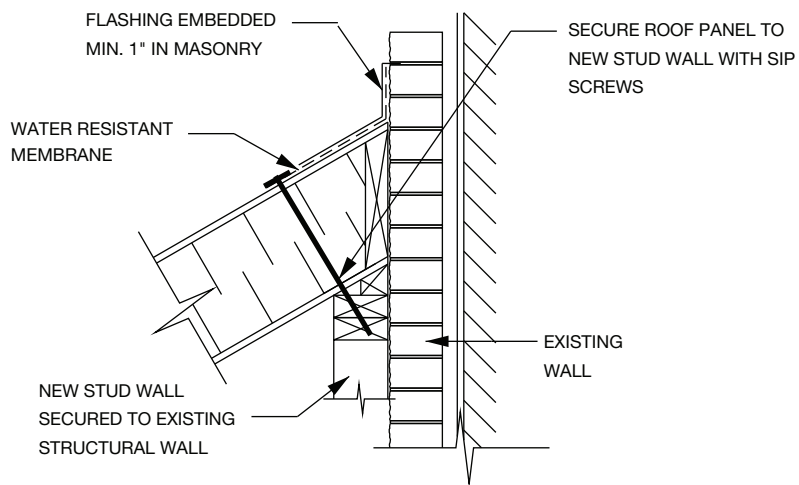 FLASHING EMBEDDED
MIN. 1" IN MASONRY
SECURE ROOF PANEL TO
NEW STUD WALL WITH SIP
SCREWS
WATER RESISTANT
MEMBRANE
EXISTING
WALL
NEW STUD WALL
SECURED TO EXISTING
STRUCTURAL WALL